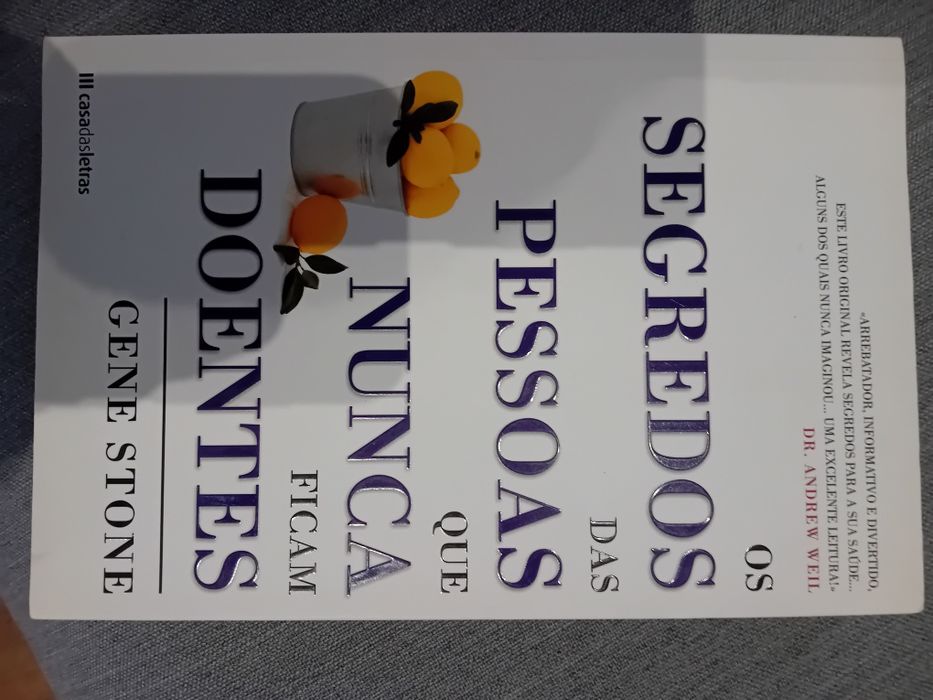 «ARREBATADOR, INFORMATIVO E DIVERTIDO,
ESTE LIVRO ORIGINAL REVELA SEGREDOS PARA A SUA SAÚDE...
ALGUNS DOS QUAIS NUNCA IMAGINOU... UMA EXCELENTE LEITURA!»
DR. ANDREW WEIL
OS
SEGREDOS
DAS
PESSOAS
QUE
NUNCA
FICAM
DOENTES
GENE STONE
casadasletras